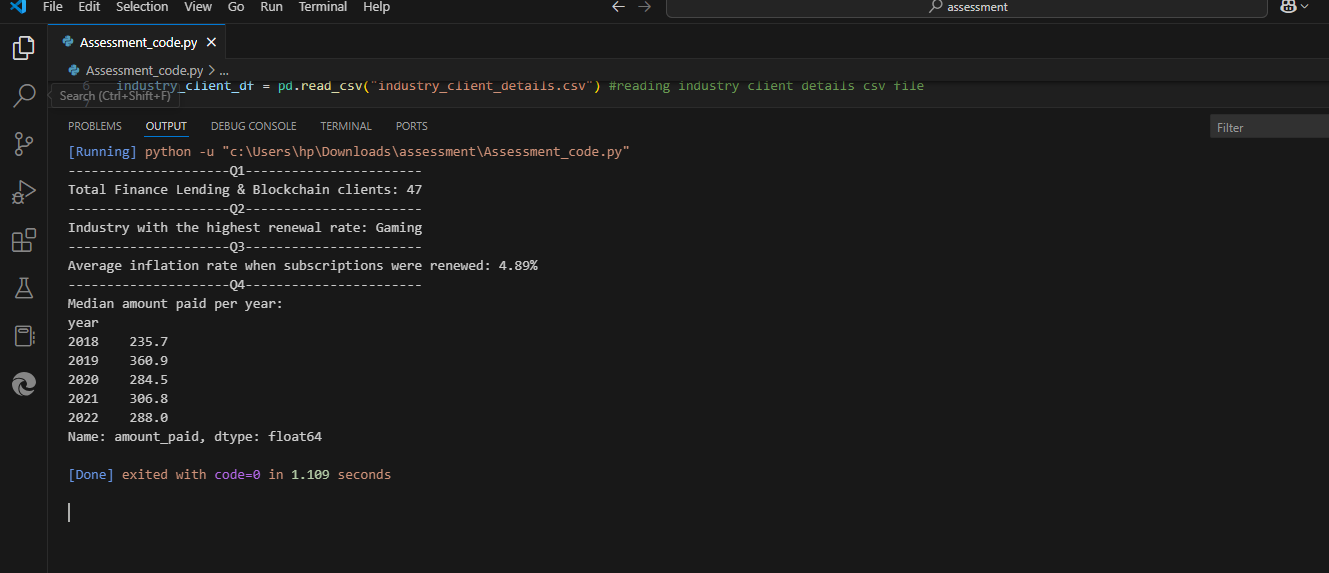 File Edit Selection View Go Run Terminal Help
assessment
Assessment_code.py
Assessment_code.py > ...
6 industry_client_df = pd.read_csv("industry_client_details.csv") #reading industry client details csv file
Search (Ctrl+Shift+F)
PROBLEMS OUTPUT DEBUG CONSOLE TERMINAL PORTS
Filter
[Running] python -u "c:\Users\hp\Downloads\assessment\Assessment_code.py"
---------------------Q1-----------------------
Total Finance Lending & Blockchain clients: 47
---------------------Q2-----------------------
Industry with the highest renewal rate: Gaming
---------------------Q3-----------------------
Average inflation rate when subscriptions were renewed: 4.89%
---------------------Q4-----------------------
Median amount paid per year:
year
2018    235.7
2019    360.9
2020    284.5
2021    306.8
2022    288.0
Name: amount_paid, dtype: float64
[Done] exited with code=0 in 1.109 seconds